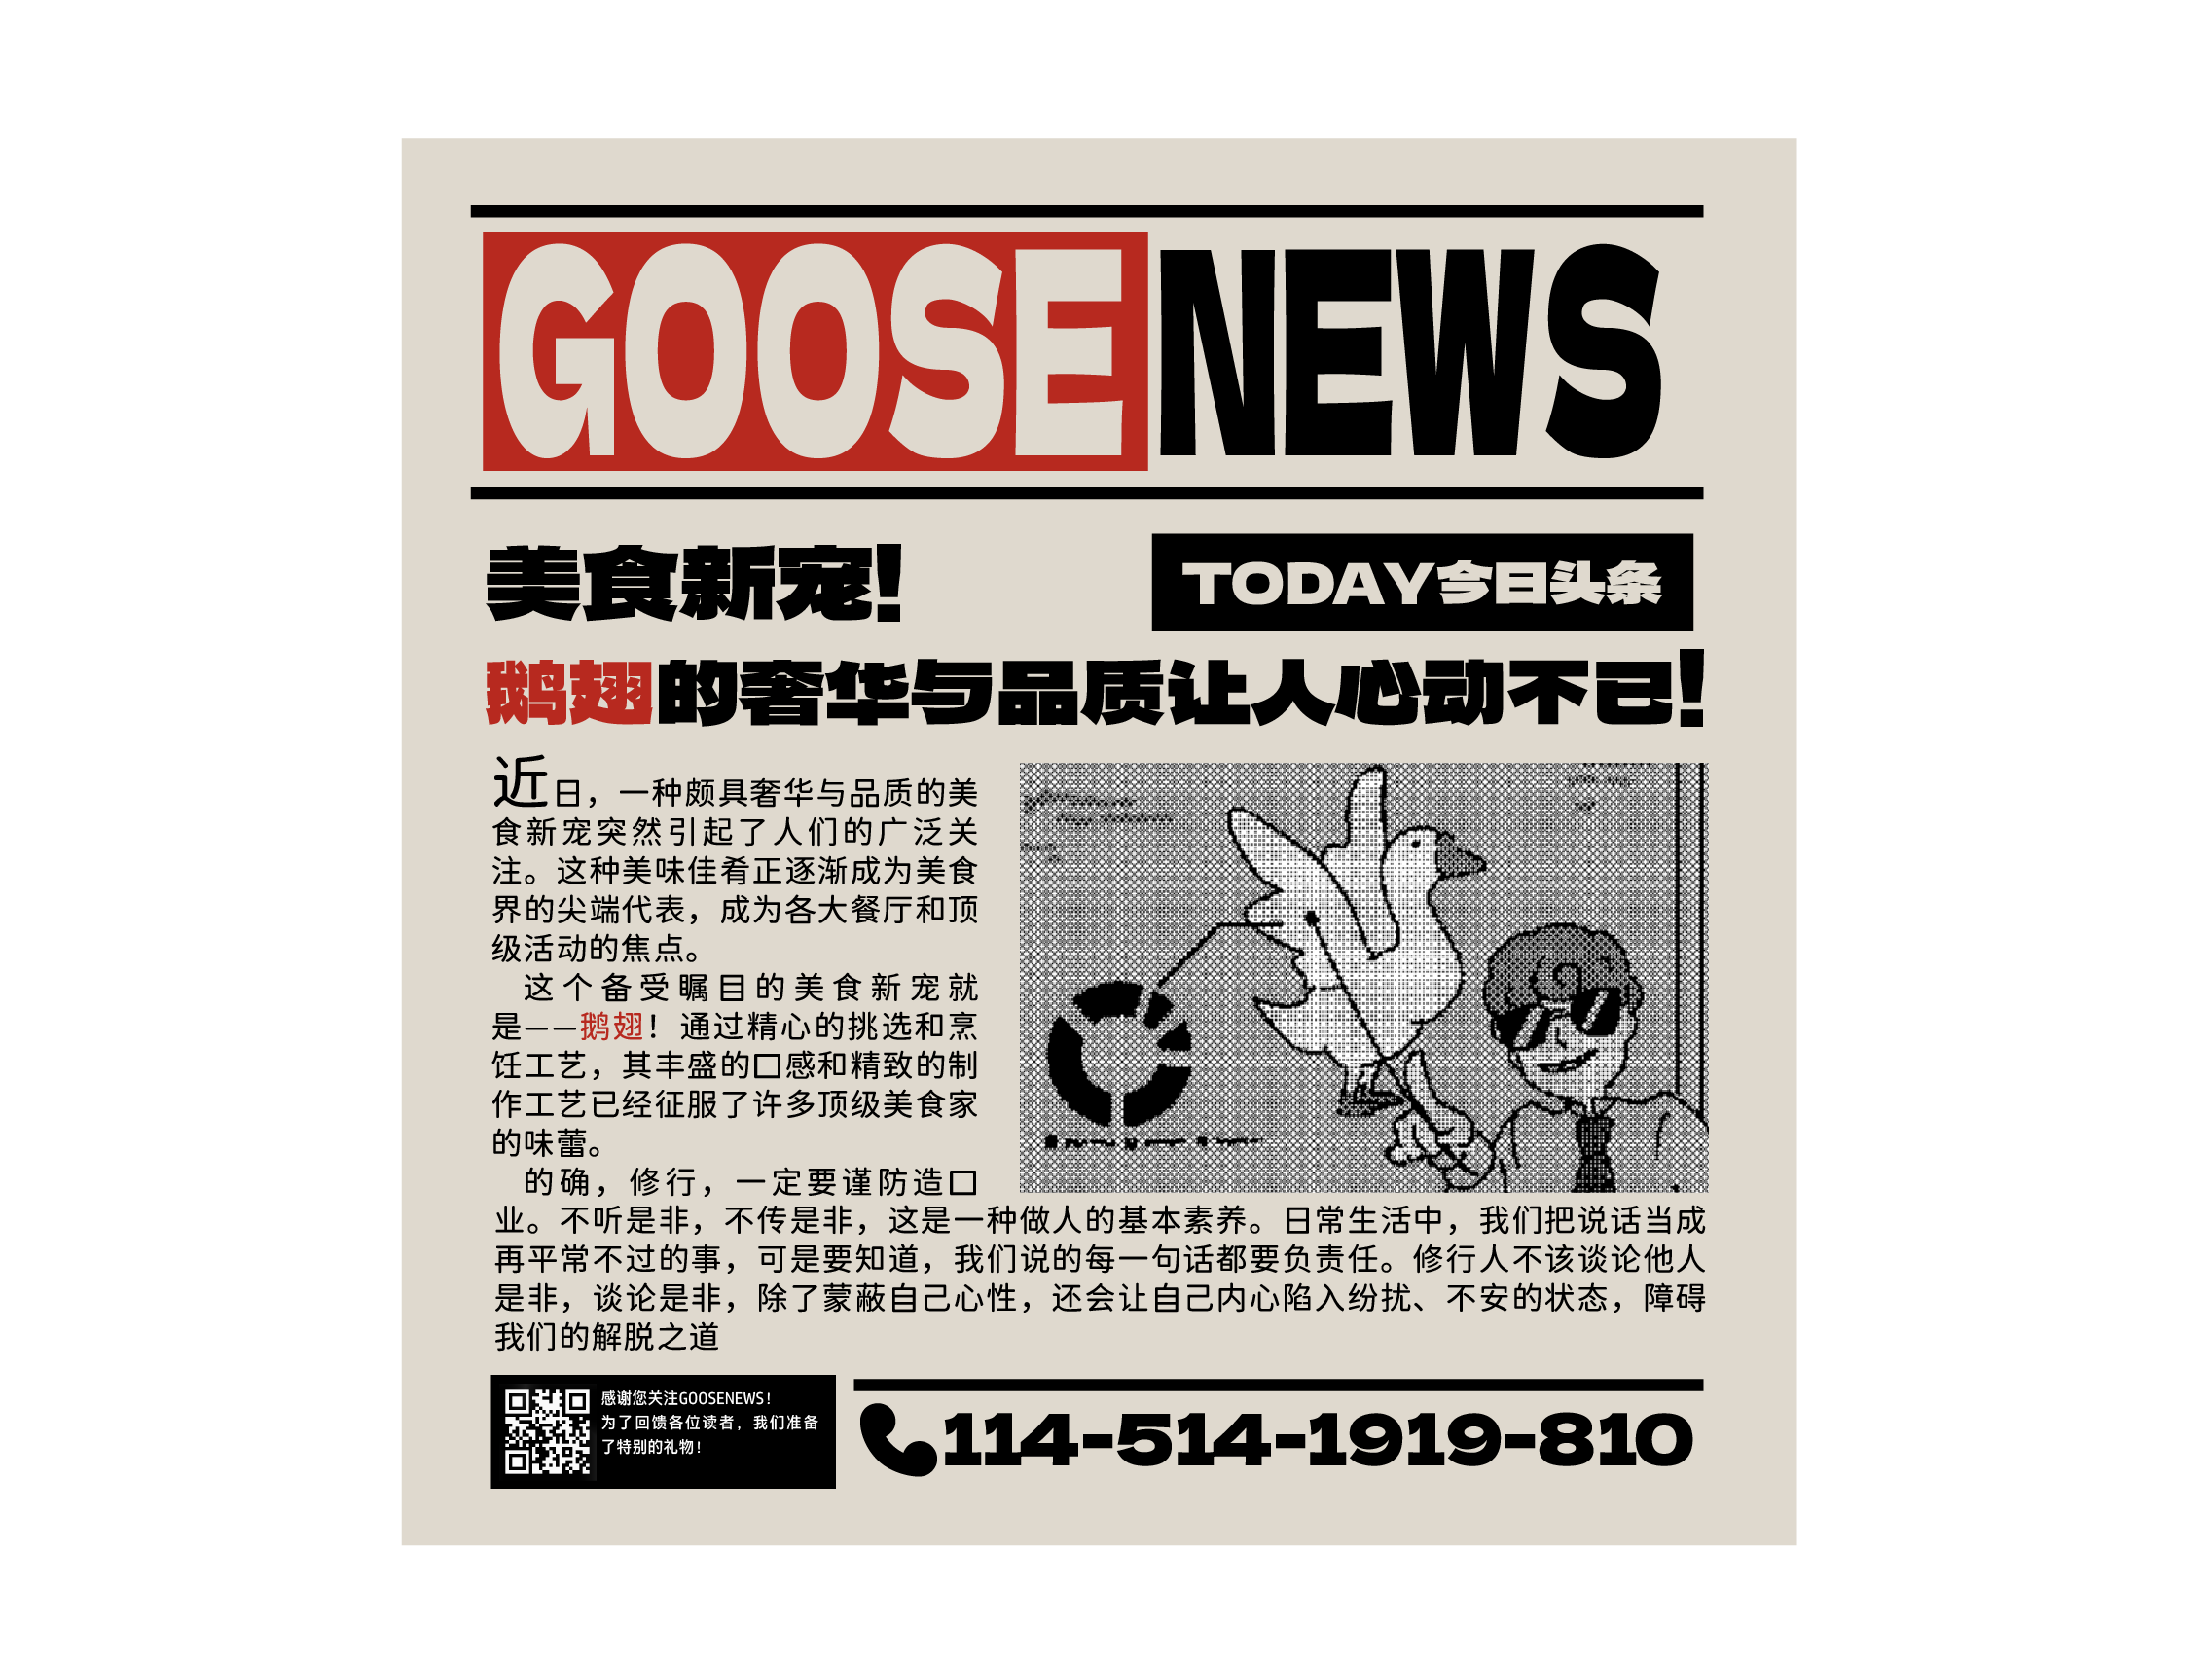 GOOSE NEWS
美食新宠!
TODAY今日头条
鹅翅的奢华与品质让人心动不已!
近日，一种颇具奢华与品质的美
食新宠突然引起了人们的广泛关
注。这种美味佳肴正逐渐成为美食
界的尖端代表，成为各大餐厅和顶
级活动的焦点。
这个备受瞩目的美食新宠就
是——鹅翅！通过精心的挑选和烹
饪工艺，其丰盛的口感和精致的制
作工艺已经征服了许多顶级美食家
的味蕾。
的确，修行，一定要谨防造口
业。不听是非，不传是非，这是一种做人的基本素养。日常生活中，我们把说话当成
再平常不过的事，可是要知道，我们说的每一句话都要负责任。修行人不该谈论他人
是非，谈论是非，除了蒙蔽自己心性，还会让自己内心陷入纷扰、不安的状态，障碍
我们的解脱之道
感谢您关注GOOSENEWS！
为了回馈各位读者，我们准备
了特别的礼物！
114-514-1919-810